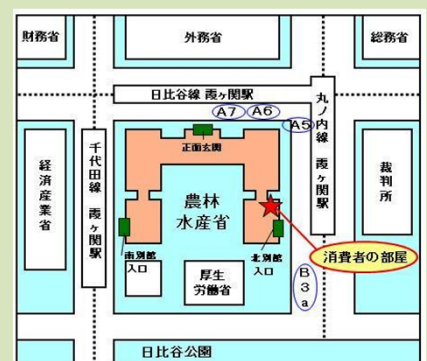 財務省
外務省
総務省
日比谷線 霞ヶ関駅
A7
A6
A5
丸ノ内線 霞ヶ関駅
正面玄関
千代田線 霞ヶ関駅
経済産業省
農林
水産省
裁判所
南別館
入口
北別館
入口
消費者の部屋
厚生
労働省
B3a
日比谷公園